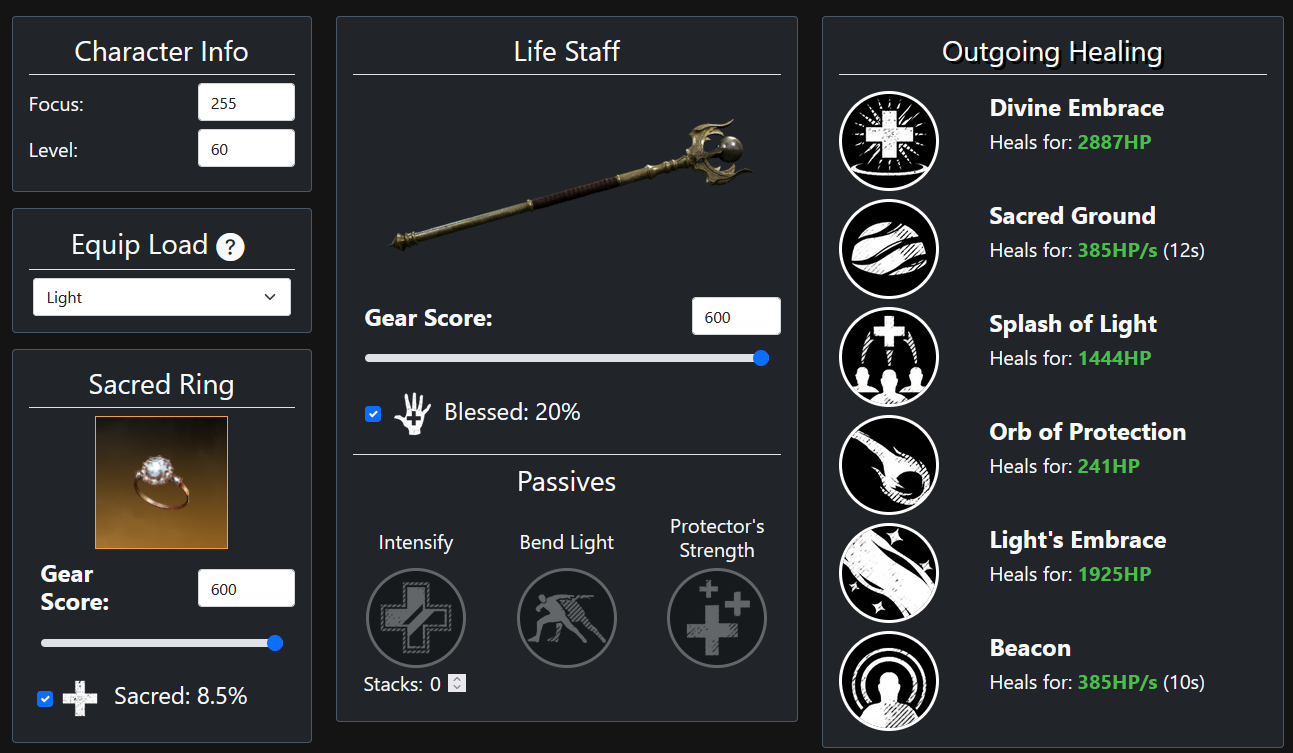 Character Info
Focus: 255
Level: 60
Equip Load ?
Light
Sacred Ring
Gear
Score: 600
Sacred: 8.5%
Life Staff
Gear Score: 600
Blessed: 20%
Passives
Intensify
Bend Light
Protector's
Strength
Stacks: 0
Outgoing Healing
Divine Embrace
Heals for: 2887HP
Sacred Ground
Heals for: 385HP/s (12s)
Splash of Light
Heals for: 1444HP
Orb of Protection
Heals for: 241HP
Light's Embrace
Heals for: 1925HP
Beacon
Heals for: 385HP/s (10s)